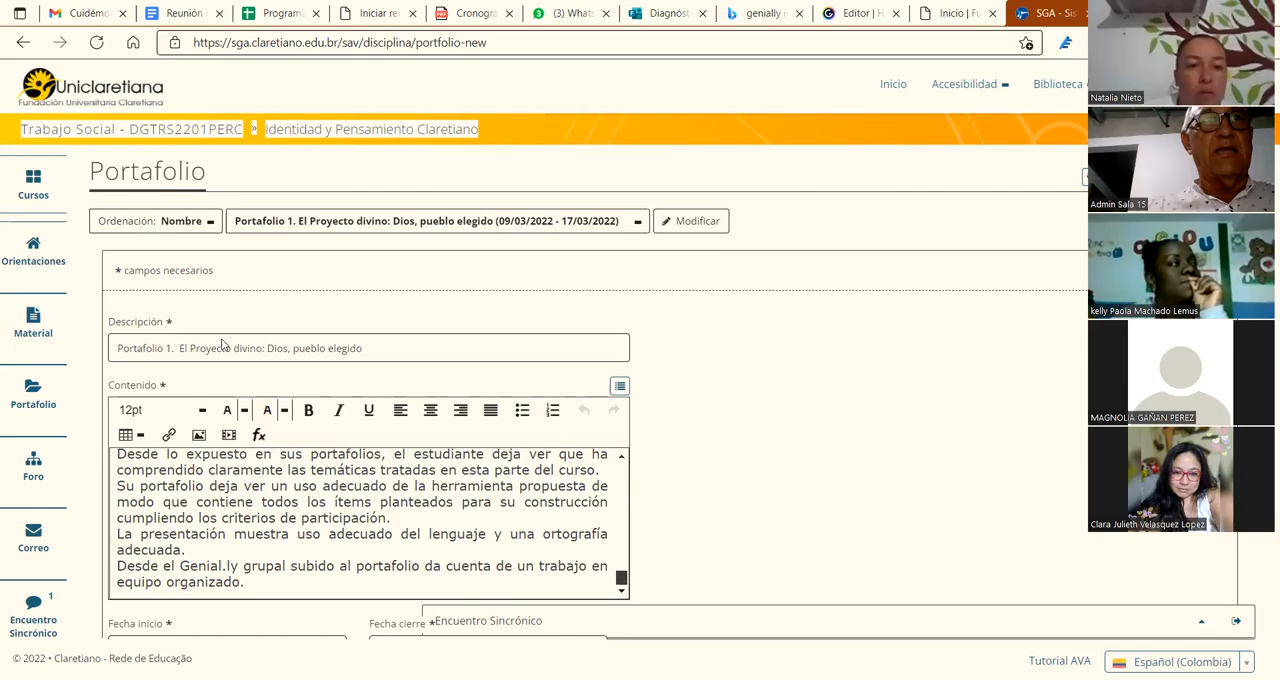 Cuidémo
Reunión
Programa
Iniciar re
Cronogra
(3) Whats
Diagnóst
genially i
Editor | H
Inicio | Fu
SGA - Sis
https://sga.claretiano.edu.br/sav/disciplina/portfolio-new
Uniclaretiana
Fundación Universitaria Claretiana
Inicio
Accesibilidad
Biblioteca
Trabajo Social - DGTRS2201PERC » Identidad y Pensamiento Claretiano
Cursos
Orientaciones
Material
Portafolio
Foro
Correo
1
Encuentro
Sincrónico
Portafolio
Ordenación: Nombre
Portafolio 1. El Proyecto divino: Dios, pueblo elegido (09/03/2022 - 17/03/2022)
Modificar
* campos necesarios
Descripción *
Portafolio 1. El Proyecto divino: Dios, pueblo elegido
Contenido *
12pt
A
A
B
I
U
fx
Desde lo expuesto en sus portafolios, el estudiante deja ver que ha
comprendido claramente las temáticas tratadas en esta parte del curso.
Su portafolio deja ver un uso adecuado de la herramenta propuesta de
modo que contiene todos los ítems planteados para su construcción
cumpliendo los criterios de participación.
La presentación muestra uso adecuado del lenguaje y una ortografía
adecuada.
Desde el Genial.ly grupal subido al portafolio da cuenta de un trabajo en
equipo organizado.
Fecha inicio *
Fecha cierre *
Encuentro Sincrónico
© 2022 • Claretiano - Rede de Educação
Tutorial AVA
Español (Colombia)
Natalia Nieto
Admin Sala 15
kelly Paola Machado Lemus
MAGNOLIA GAÑAN PEREZ
Clara Julieth Velasquez Lopez